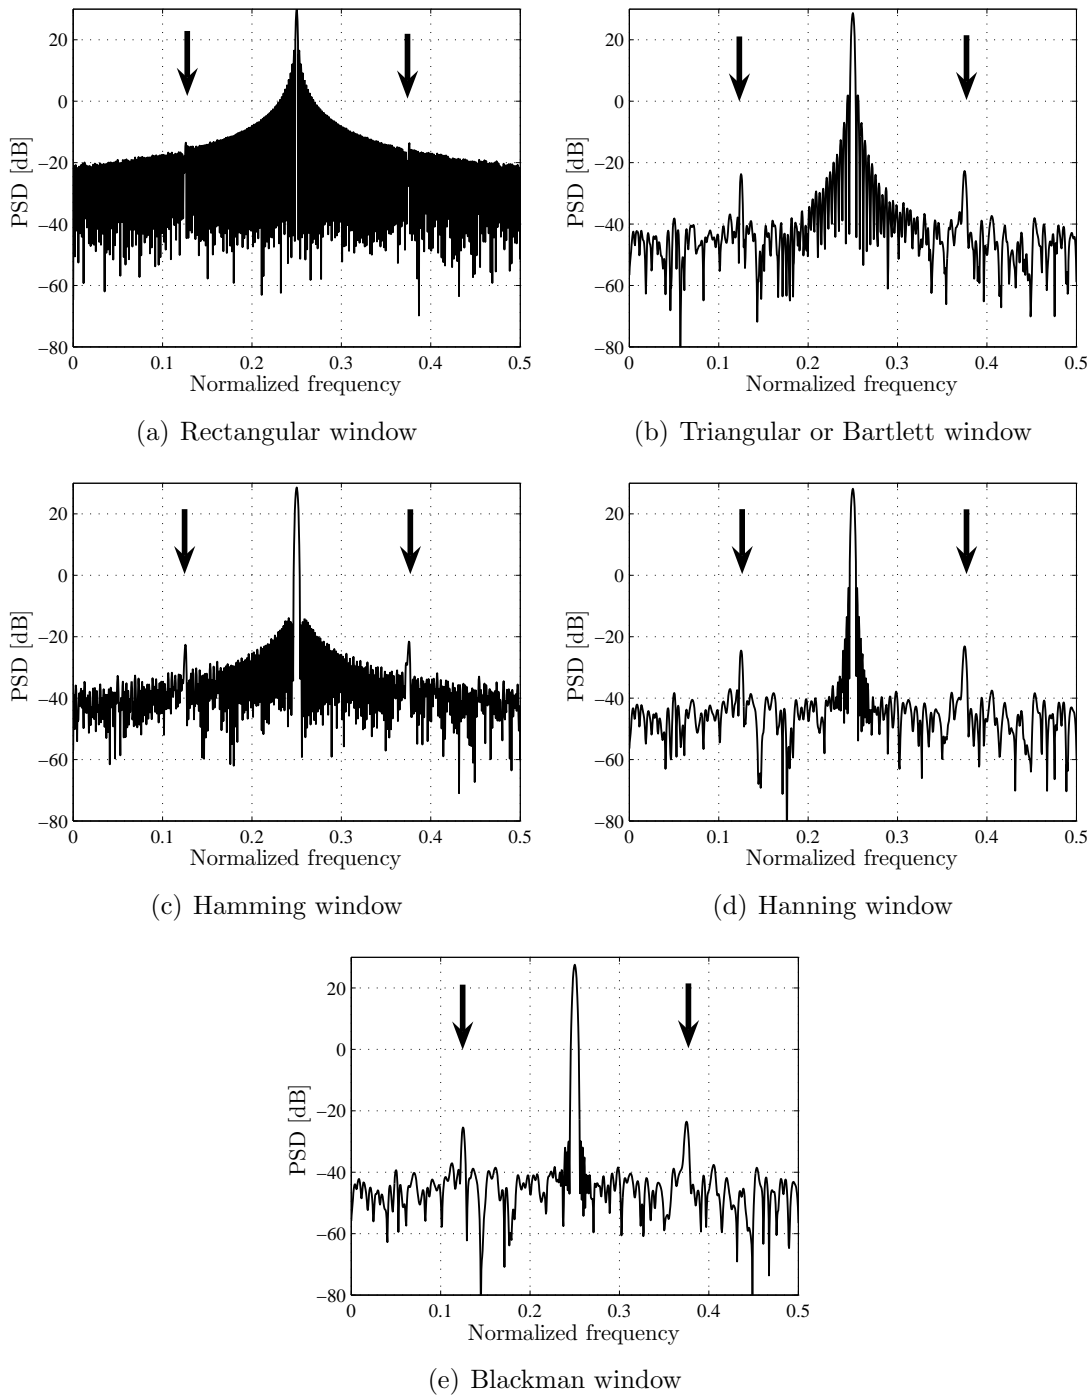 20
0
−20
−40
−60
−80
PSD [dB]
0 0.1 0.2 0.3 0.4 0.5
Normalized frequency
(a) Rectangular window
20
0
−20
−40
−60
−80
PSD [dB]
0 0.1 0.2 0.3 0.4 0.5
Normalized frequency
(b) Triangular or Bartlett window
20
0
−20
−40
−60
−80
PSD [dB]
0 0.1 0.2 0.3 0.4 0.5
Normalized frequency
(c) Hamming window
20
0
−20
−40
−60
−80
PSD [dB]
0 0.1 0.2 0.3 0.4 0.5
Normalized frequency
(d) Hanning window
20
0
−20
−40
−60
−80
PSD [dB]
0 0.1 0.2 0.3 0.4 0.5
Normalized frequency
(e) Blackman window